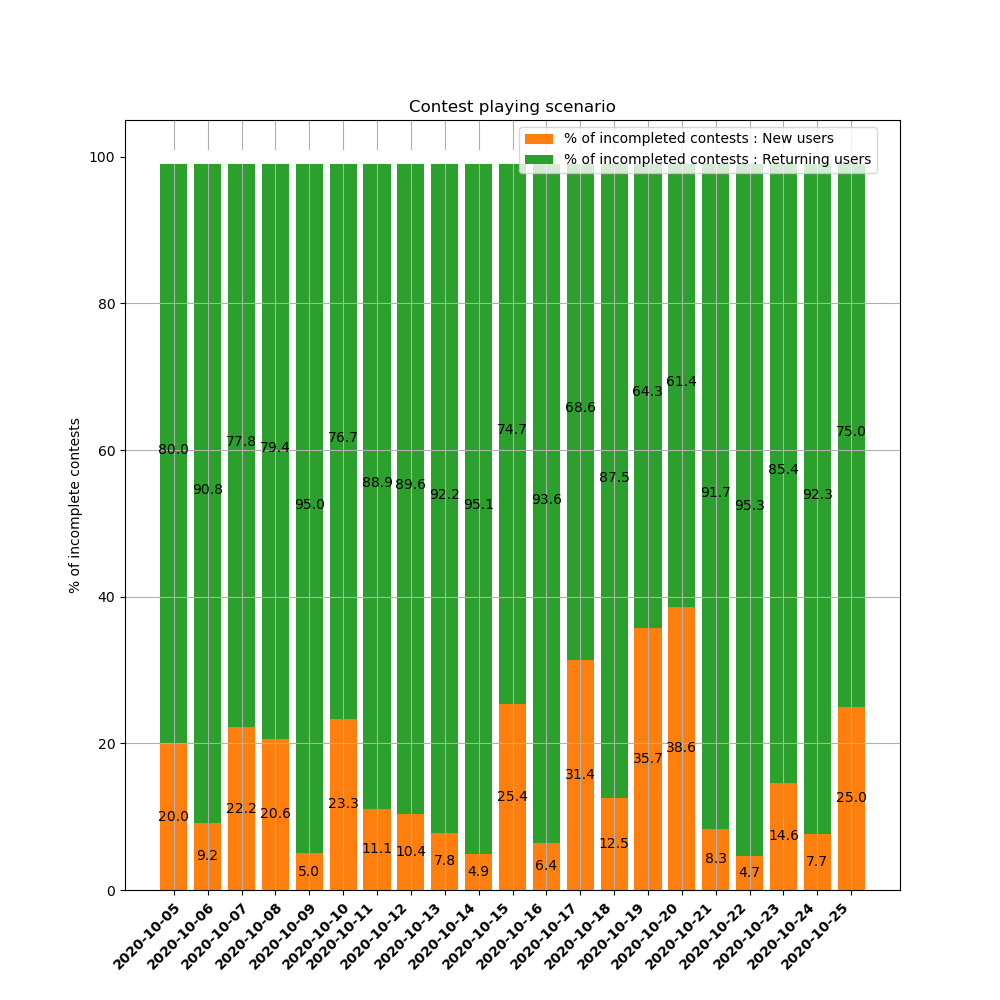 Contest playing scenario
% of incompleted contests : New users
% of incompleted contests : Returning users
% of incomplete contests
100
80
60
40
20
0
80.0 90.8 77.8 79.4 95.0 76.7 88.9 89.6 92.2 95.1 74.7 93.6 68.6 87.5 64.3 61.4 91.7 95.3 85.4 92.3 75.0
20.0 9.2 22.2 20.6 5.0 23.3 11.1 10.4 7.8 4.9 25.4 6.4 31.4 12.5 35.7 38.6 8.3 4.7 14.6 7.7 25.0
2020-10-05 2020-10-06 2020-10-07 2020-10-08 2020-10-09 2020-10-10 2020-10-11 2020-10-12 2020-10-13 2020-10-14 2020-10-15 2020-10-16 2020-10-17 2020-10-18 2020-10-19 2020-10-20 2020-10-21 2020-10-22 2020-10-23 2020-10-24 2020-10-25